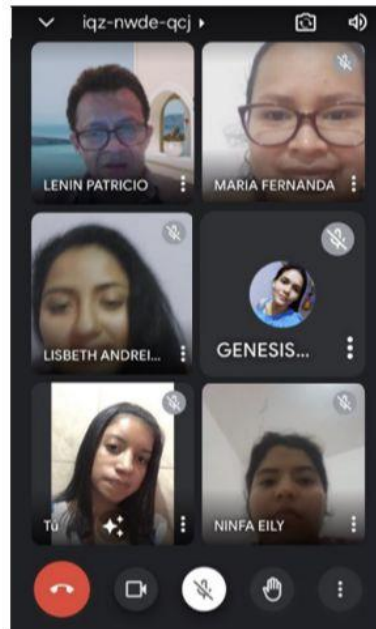 iqz-nwde-qcj
LENIN PATRICIO
MARIA FERNANDA
LISBETH ANDREI...
GENESIS...
Tú
NINFA EILY